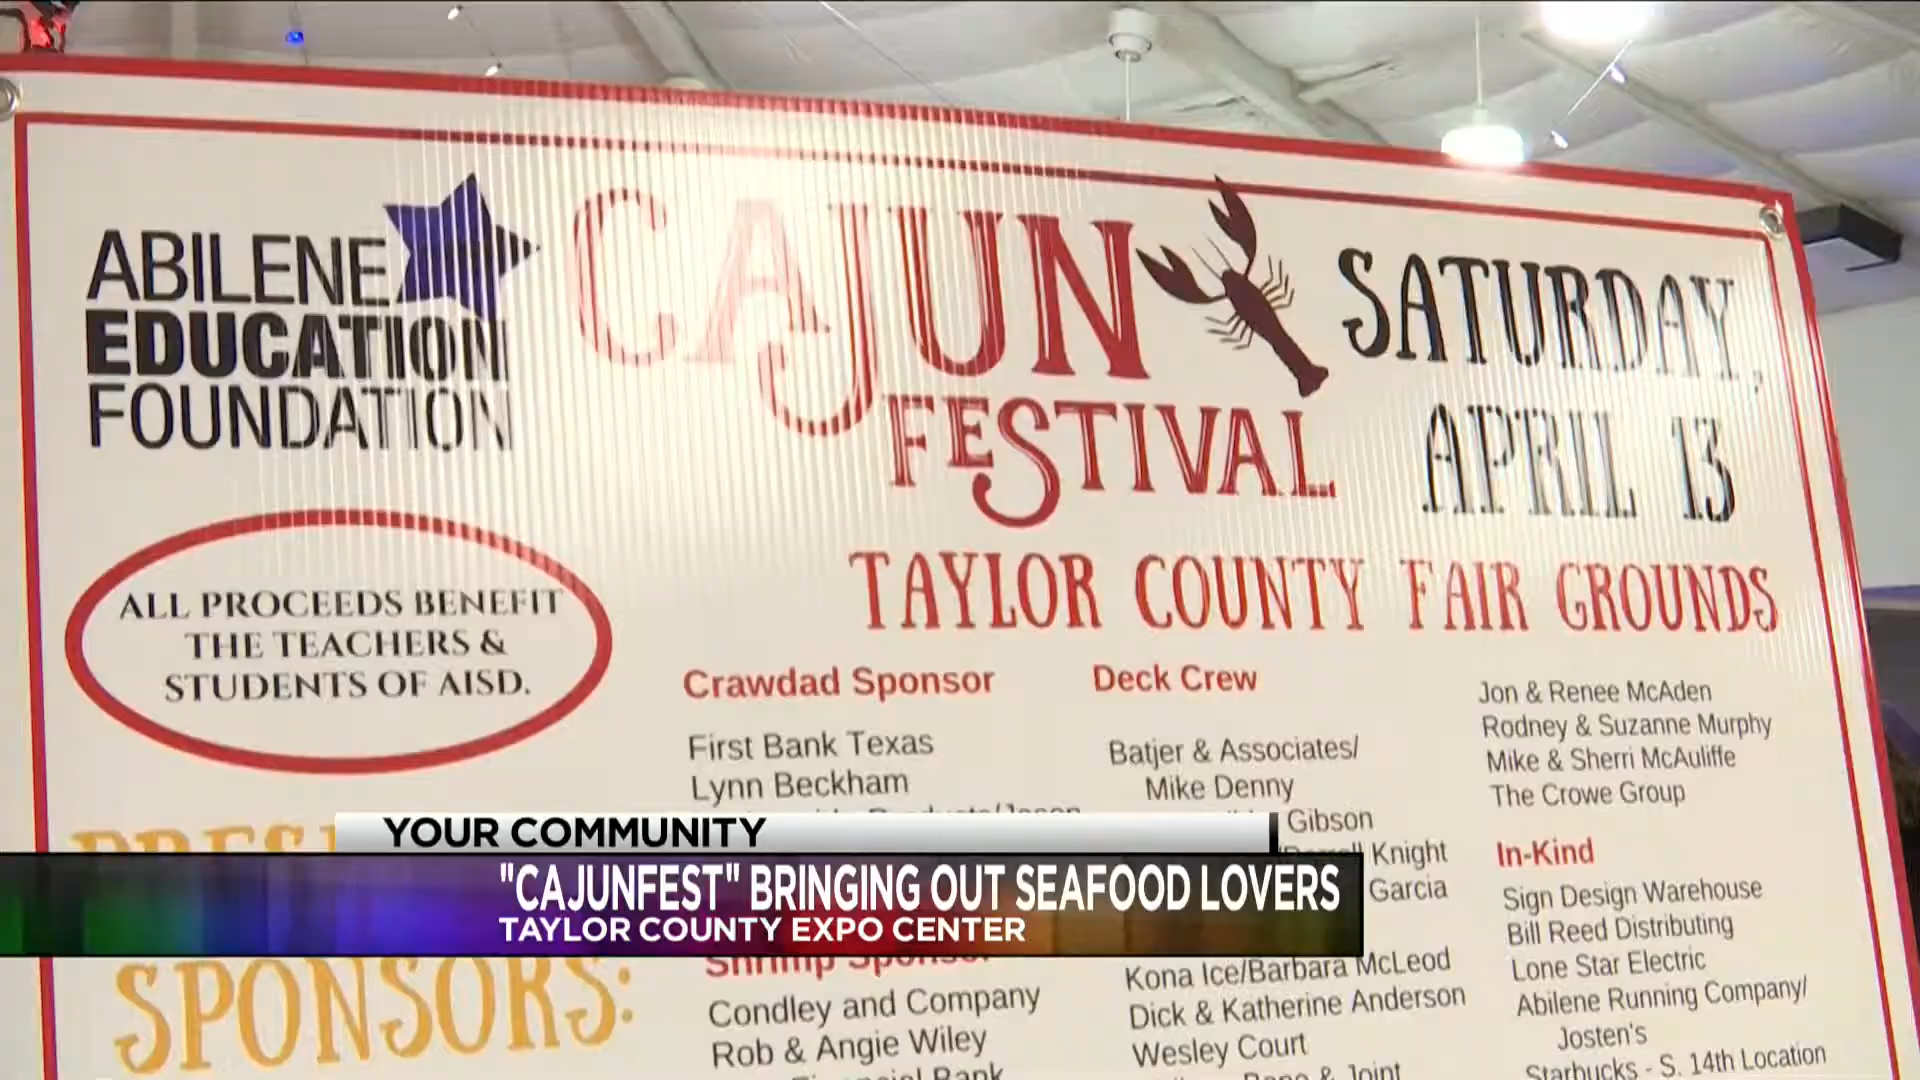 ABILENE
EDUCATION
FOUNDATION
CAJUN
FESTIVAL
SATURDAY,
APRIL 13
TAYLOR COUNTY FAIR GROUNDS
ALL PROCEEDS BENEFIT
THE TEACHERS &
STUDENTS OF AISD.
SPONSORS:
Crawdad Sponsor
First Bank Texas
Lynn Beckham
Shrimp Sponsor
Condley and Company
Rob & Angie Wiley
Bank
Deck Crew
Batjer & Associates/
Mike Denny
Gibson
Knight
Garcia
Kona Ice/Barbara McLeod
Dick & Katherine Anderson
Wesley Court
& Joint
Jon & Renee McAden
Rodney & Suzanne Murphy
Mike & Sherri McAuliffe
The Crowe Group
In-Kind
Sign Design Warehouse
Bill Reed Distributing
Lone Star Electric
Abilene Running Company/
Josten's
Starbucks - S. 14th Location
YOUR COMMUNITY
"CAJUNFEST" BRINGING OUT SEAFOOD LOVERS
TAYLOR COUNTY EXPO CENTER